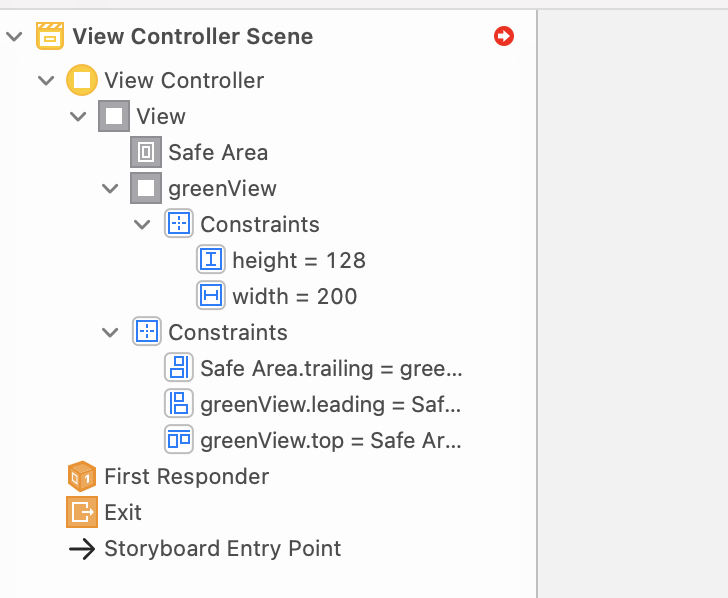 View Controller Scene
View Controller
View
Safe Area
greenView
Constraints
height = 128
width = 200
Constraints
Safe Area.trailing = gree...
greenView.leading = Saf...
greenView.top = Safe Ar...
First Responder
Exit
Storyboard Entry Point